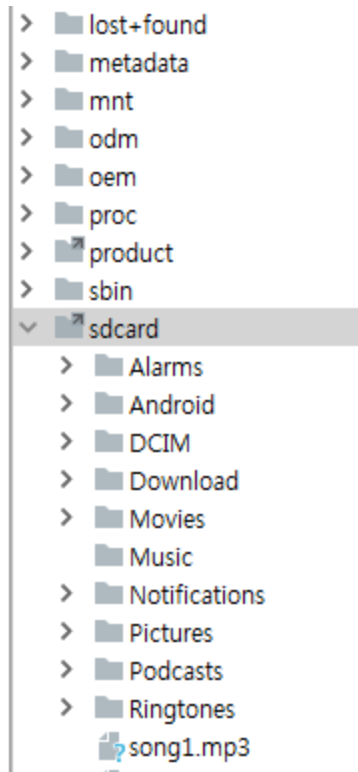 lost+found
metadata
mnt
odm
oem
proc
product
sbin
sdcard
Alarms
Android
DCIM
Download
Movies
Music
Notifications
Pictures
Podcasts
Ringtones
song1.mp3